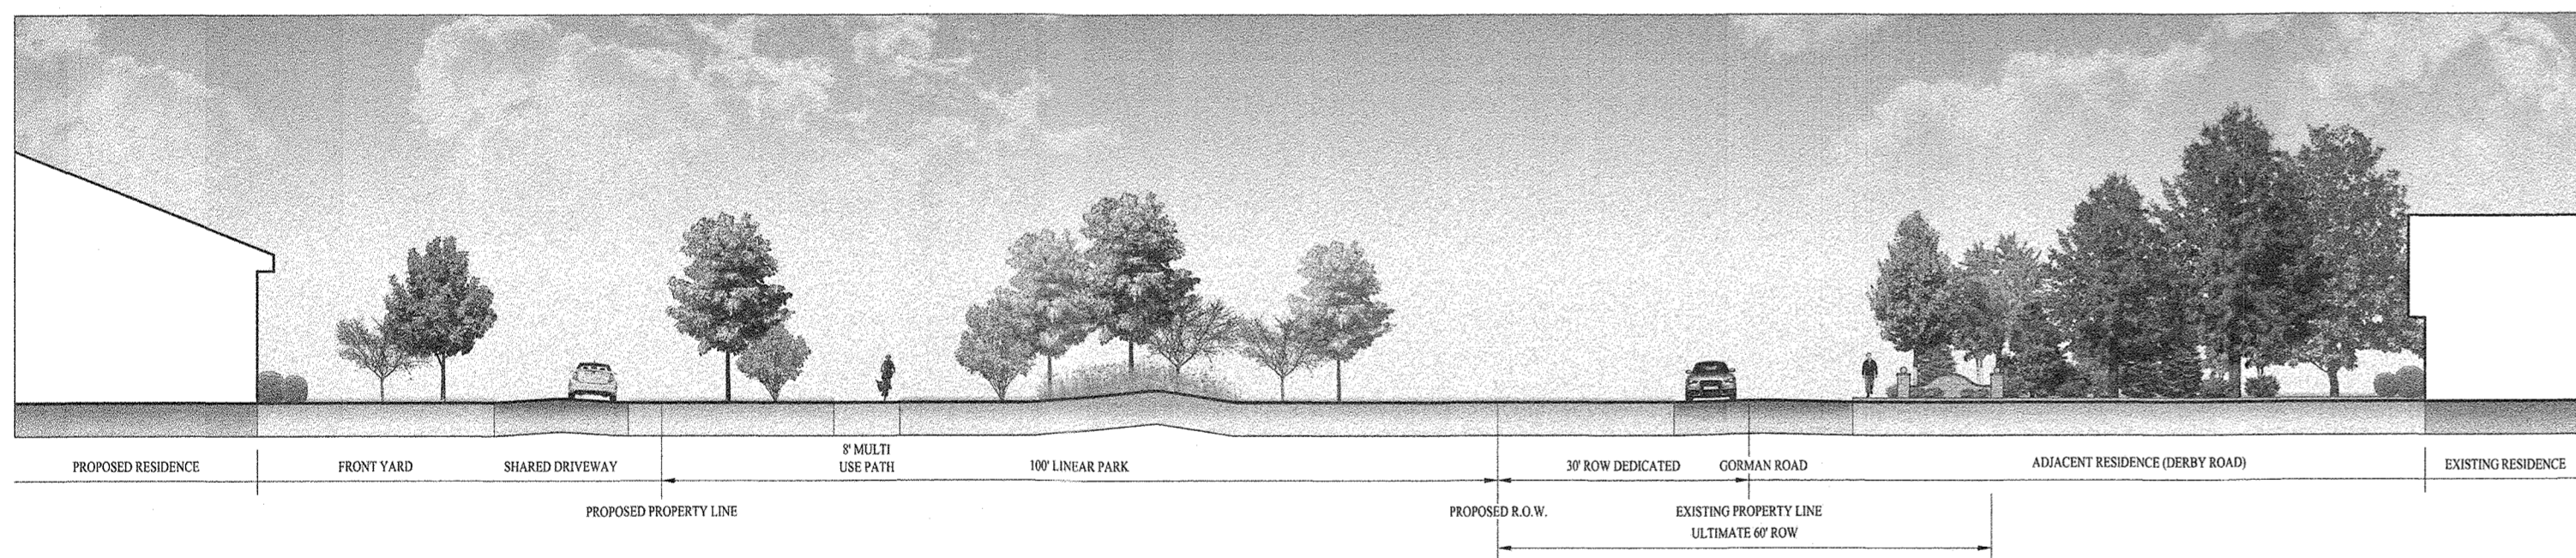 PROPOSED RESIDENCE
FRONT YARD
SHARED DRIVEWAY
8' MULTI
USE PATH
100' LINEAR PARK
30' ROW DEDICATED
GORMAN ROAD
ADJACENT RESIDENCE (DERBY ROAD)
EXISTING RESIDENCE
PROPOSED PROPERTY LINE
PROPOSED R.O.W.
EXISTING PROPERTY LINE
ULTIMATE 60' ROW